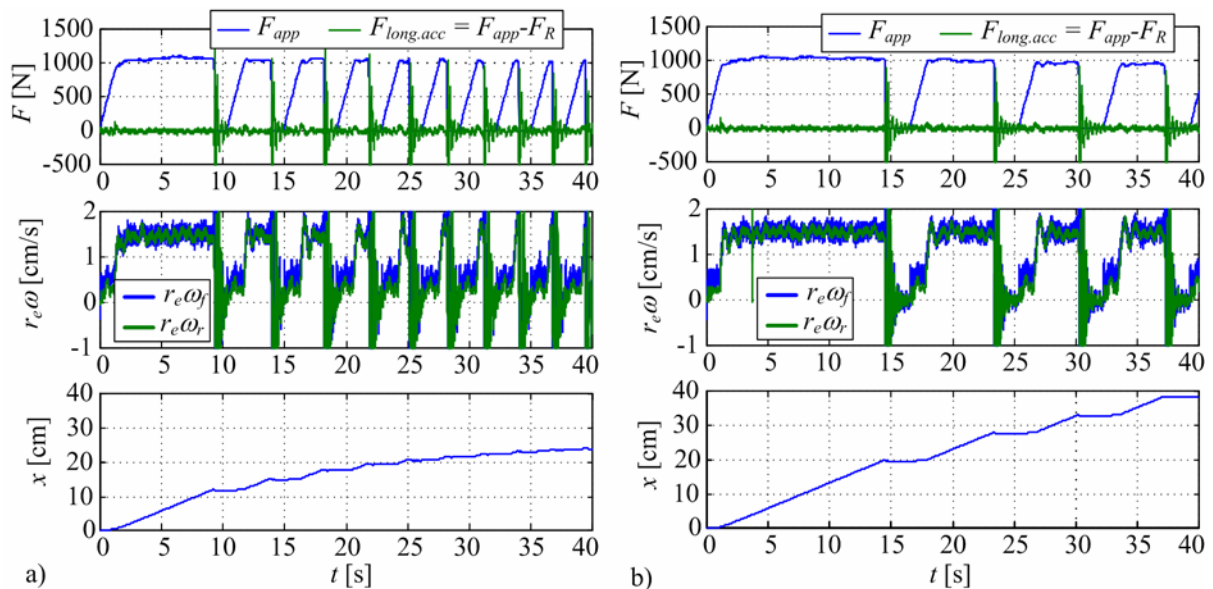 F_app F_long.acc = F_app-F_R
F [N]
1000
500
0
-500
0 5 10 15 20 25 30 35 40
r_eω [cm/s]
2
1
0
-1
r_eω_f
r_eω_r
0 5 10 15 20 25 30 35 40
x [cm]
40
30
20
10
0
0 5 10 15 20 25 30 35 40
a)
t [s]
F_app F_long.acc = F_app-F_R
F [N]
1000
500
0
-500
0 5 10 15 20 25 30 35 40
r_eω [cm/s]
2
1
0
-1
r_eω_f
r_eω_r
0 5 10 15 20 25 30 35 40
x [cm]
40
30
20
10
0
0 5 10 15 20 25 30 35 40
b)
t [s]